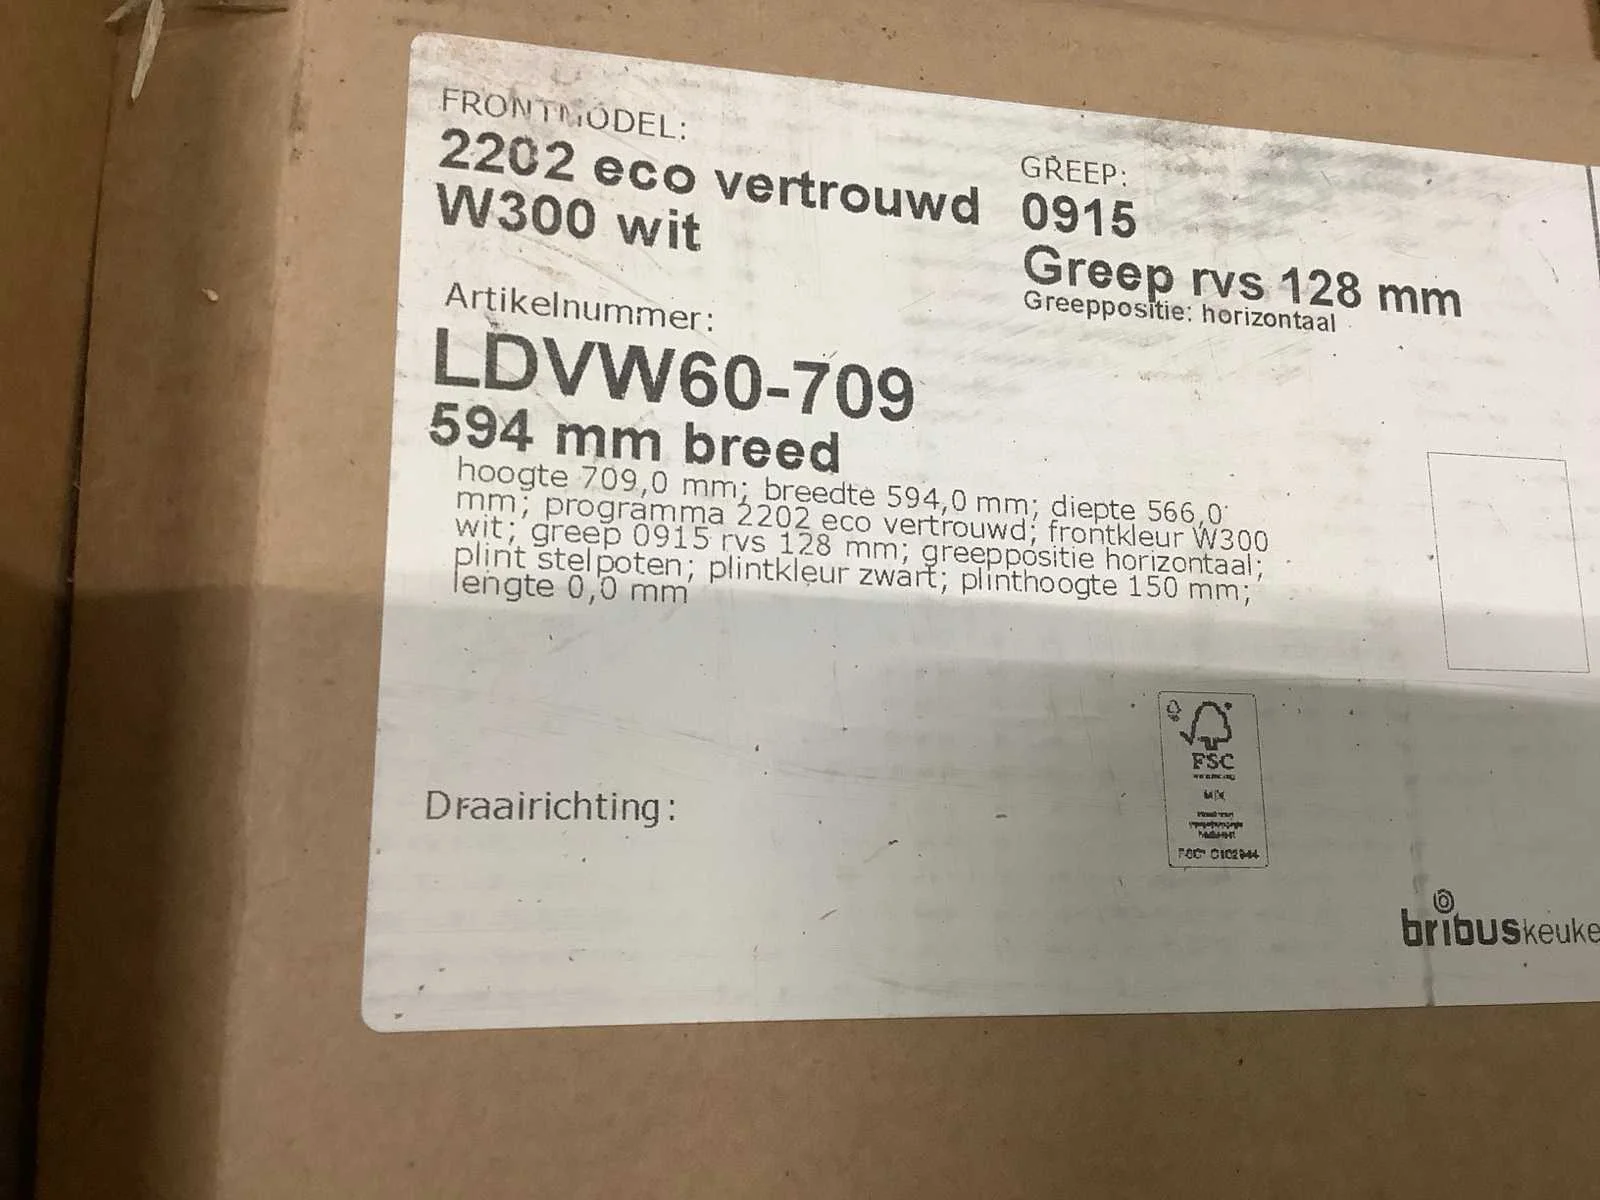 FRONTMODEL:
2202 eco vertrouwd
W300 wit
GREEP:
0915
Greep rvs 128 mm
Greeppositie: horizontaal
Artikelnummer:
LDVW60-709
594 mm breed
hoogte 709,0 mm; breedte 594,0 mm; diepte 566,0
mm; programma 2202 eco vertrouwd; frontkleur W300
wit; greep 0915 rvs 128 mm; greeppositie horizontaal;
plint stelpoten; plintkleur zwart; plinthoogte 150 mm;
lengte 0,0 mm
Draairichting:
FSC
MIX
bribuskeuke